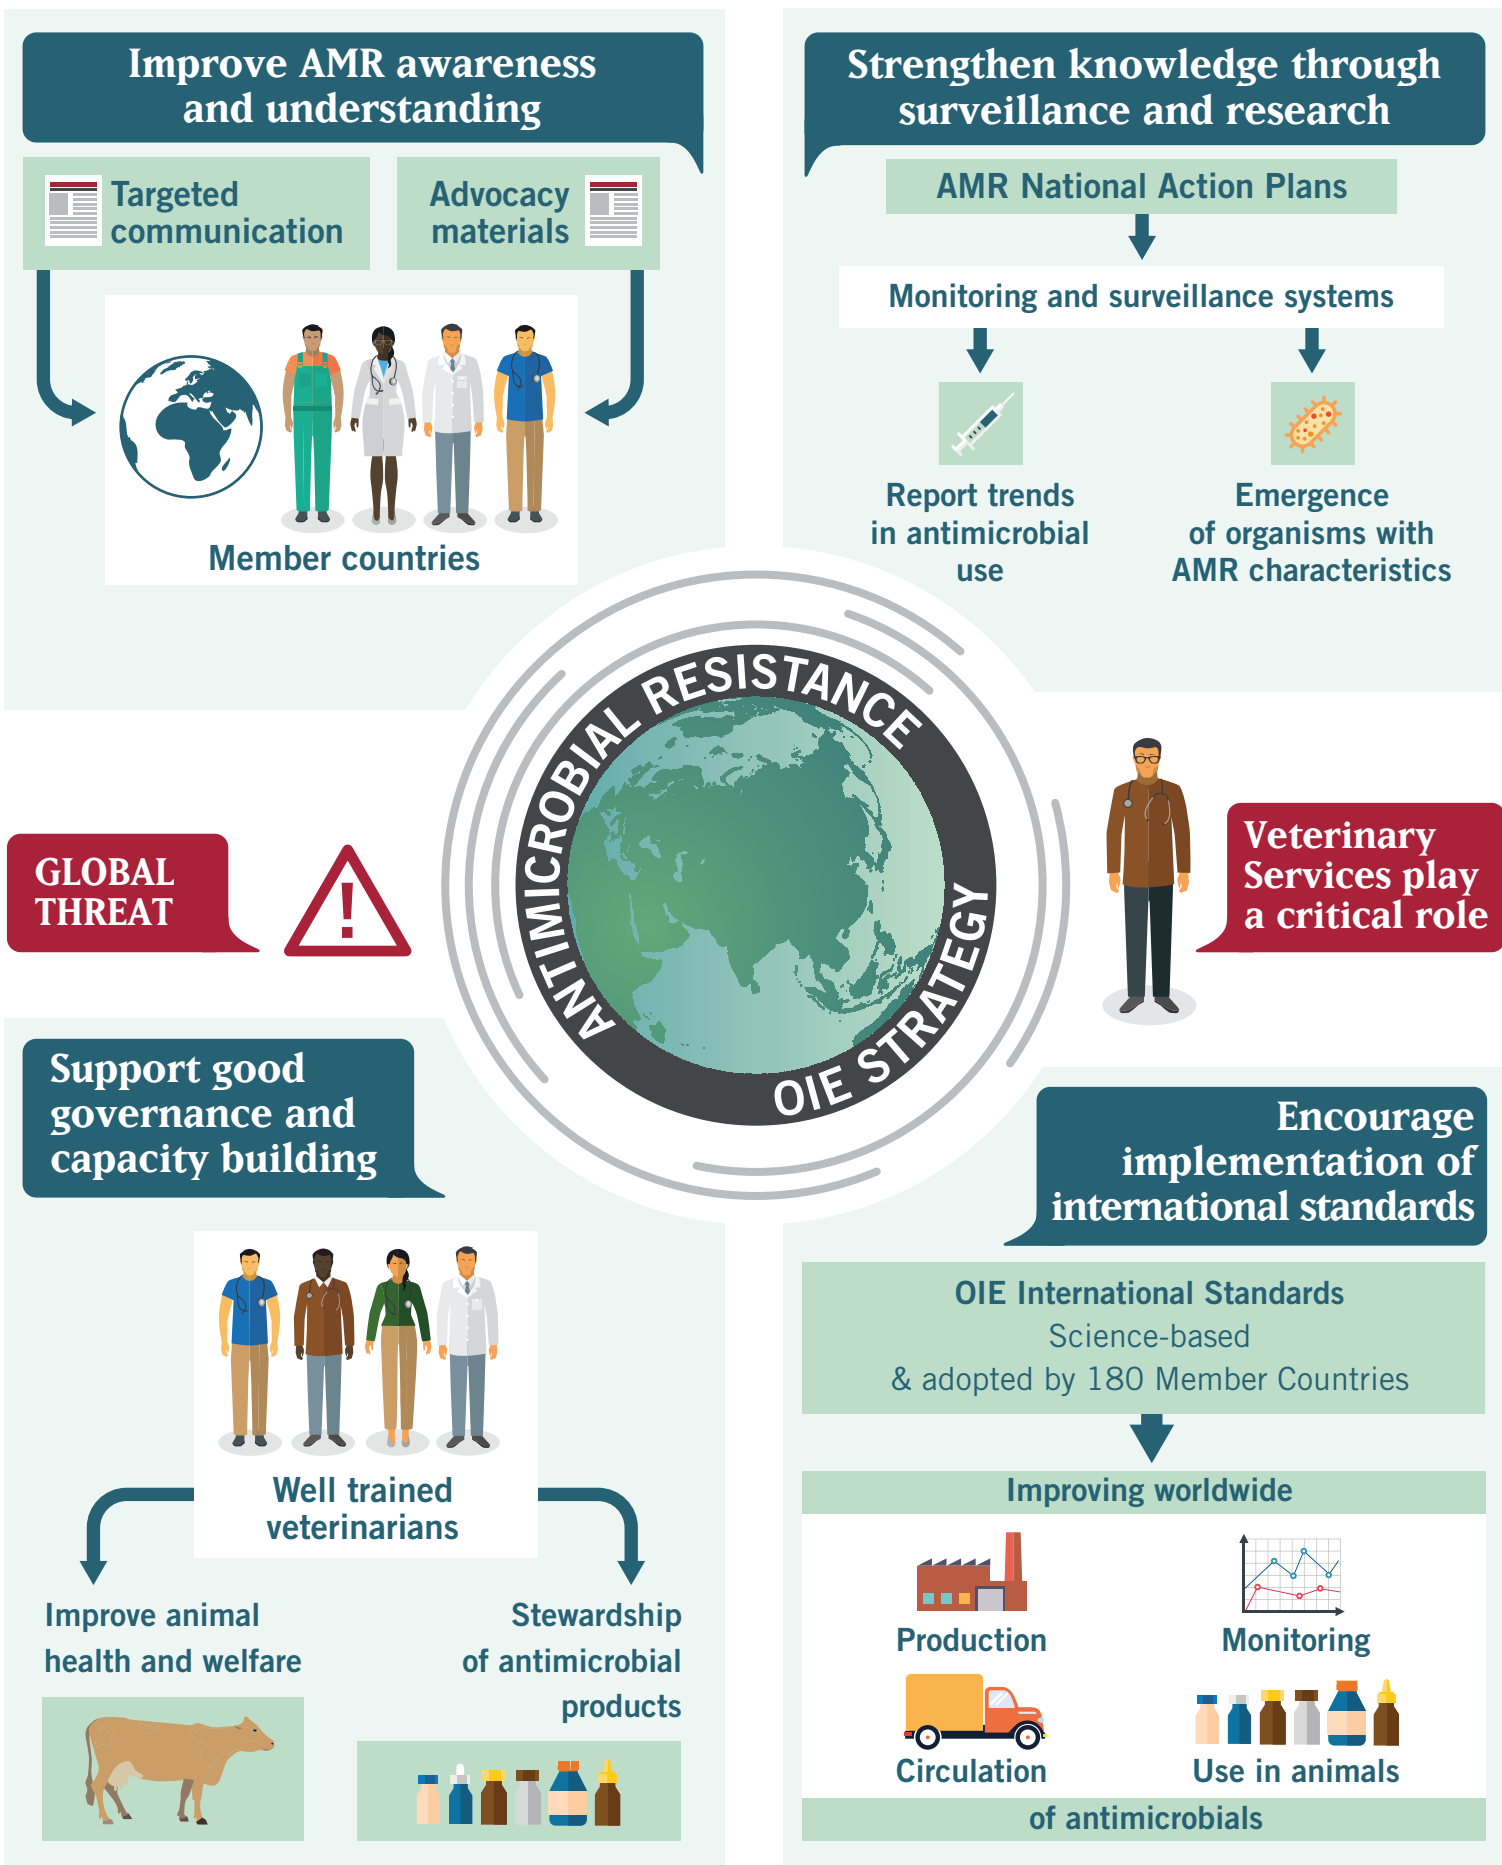 Improve AMR awareness
and understanding
Targeted
communication
Advocacy
materials
Member countries
Strengthen knowledge through
surveillance and research
AMR National Action Plans
Monitoring and surveillance systems
Report trends
in antimicrobial
use
Emergence
of organisms with
AMR characteristics
ANTIMICROBIAL RESISTANCE
OIE STRATEGY
GLOBAL
THREAT
!
Veterinary
Services play
a critical role
Support good
governance and
capacity building
Well trained
veterinarians
Improve animal
health and welfare
Stewardship
of antimicrobial
products
Encourage
implementation of
international standards
OIE International Standards
Science-based
& adopted by 180 Member Countries
Improving worldwide
Production
Monitoring
Circulation
Use in animals
of antimicrobials